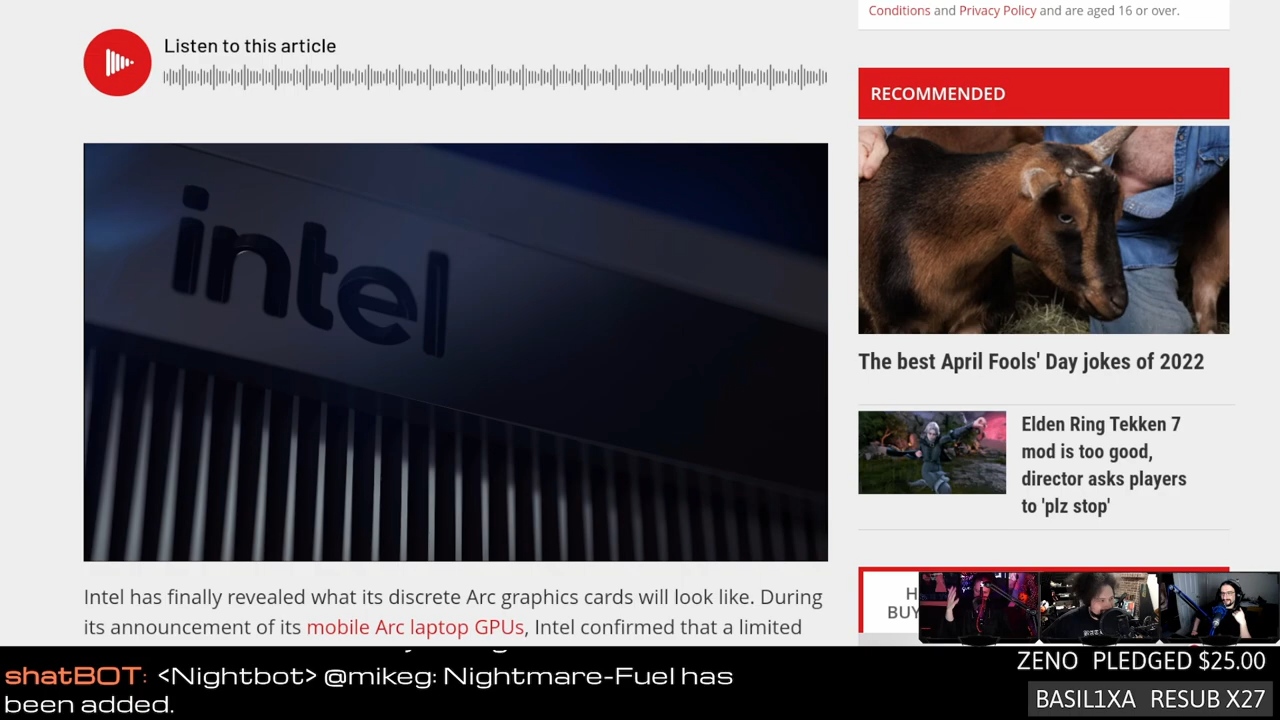 Conditions and Privacy Policy and are aged 16 or over.
Listen to this article
RECOMMENDED
intel
The best April Fools' Day jokes of 2022
Elden Ring Tekken 7
mod is too good,
director asks players
to 'plz stop'
BUY
Intel has finally revealed what its discrete Arc graphics cards will look like. During
its announcement of its mobile Arc laptop GPUs, Intel confirmed that a limited
shatBOT: <Nightbot> @mikeg: Nightmare-Fuel has
been added.
ZENO PLEDGED $25.00
BASIL1XA RESUB X27